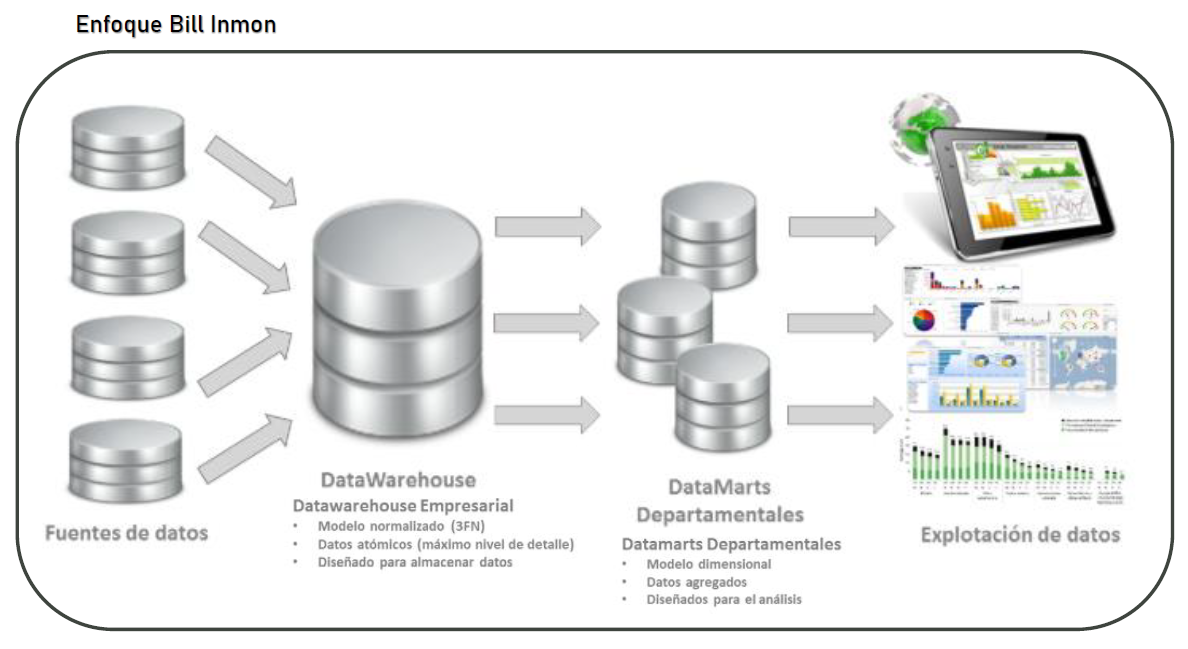 Enfoque Bill Inmon
Fuentes de datos
DataWarehouse
Datawarehouse Empresarial
• Modelo normalizado (3FN)
• Datos atómicos (máximo nivel de detalle)
• Diseñado para almacenar datos
DataMarts
Departamentales
Datamarts Departamentales
• Modelo dimensional
• Datos agregados
• Diseñados para el análisis
Explotación de datos